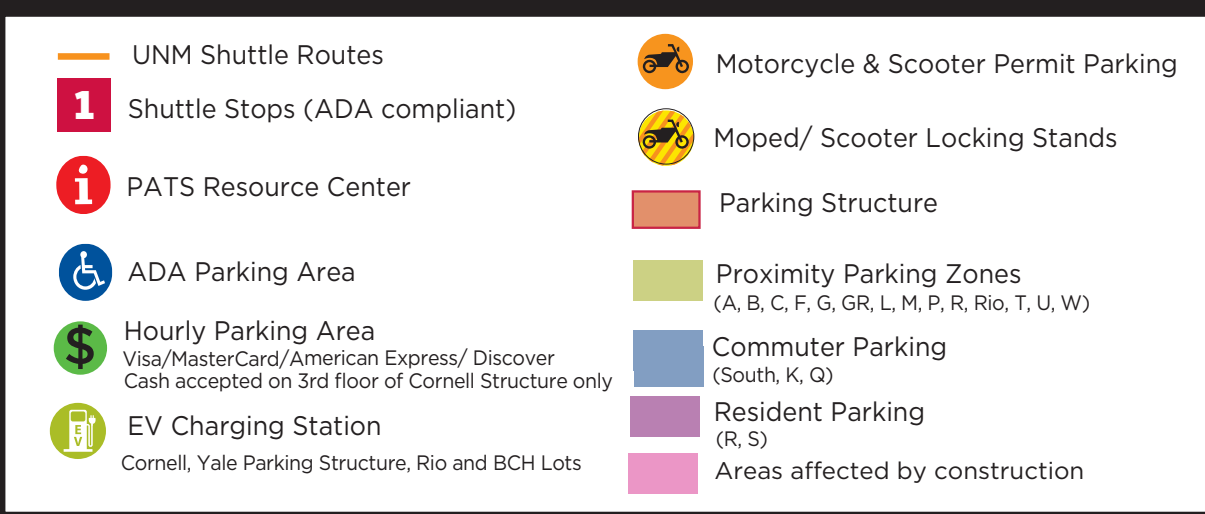 UNM Shuttle Routes
1
Shuttle Stops (ADA compliant)
i
PATS Resource Center
ADA Parking Area
$
Hourly Parking Area
Visa/MasterCard/American Express/ Discover
Cash accepted on 3rd floor of Cornell Structure only
EV
EV Charging Station
Cornell, Yale Parking Structure, Rio and BCH Lots
Motorcycle & Scooter Permit Parking
Moped/ Scooter Locking Stands
Parking Structure
Proximity Parking Zones
(A, B, C, F, G, GR, L, M, P, R, Rio, T, U, W)
Commuter Parking
(South, K, Q)
Resident Parking
(R, S)
Areas affected by construction